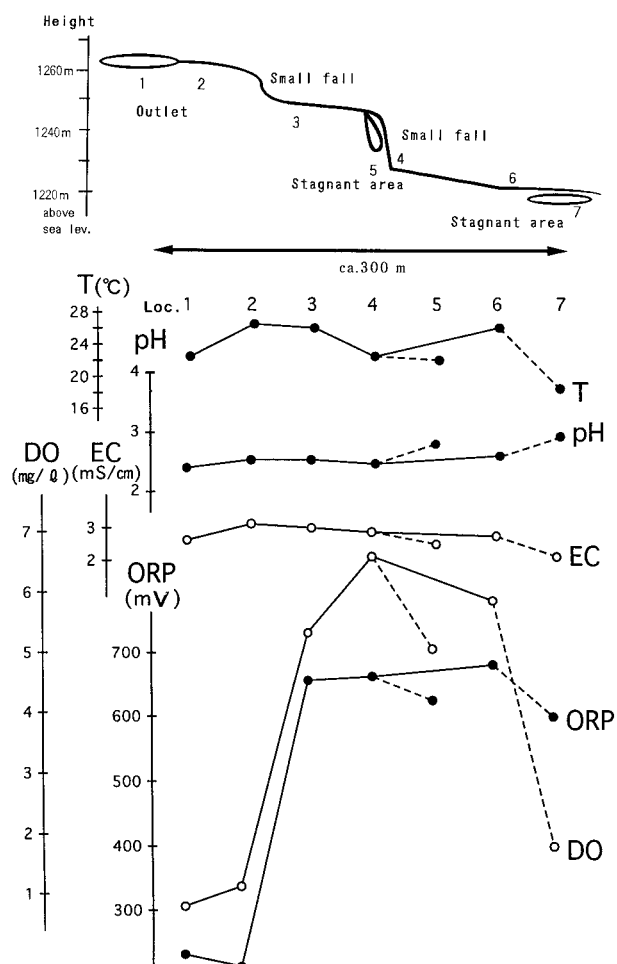 Height
1260m
1240m
1220m
above
sea lev.
1
2
Outlet
Small fall
3
Small fall
5
4
Stagnant area
6
7
Stagnant area
ca.300 m
T(℃)
28
24
20
16
Loc. 1 2 3 4 5 6 7
pH
4
3
2
T
pH
DO
(mg/ℓ)
EC
(mS/cm)
7
6
5
4
3
2
1
3
2
EC
ORP
(mV)
700
600
500
400
300
ORP
DO